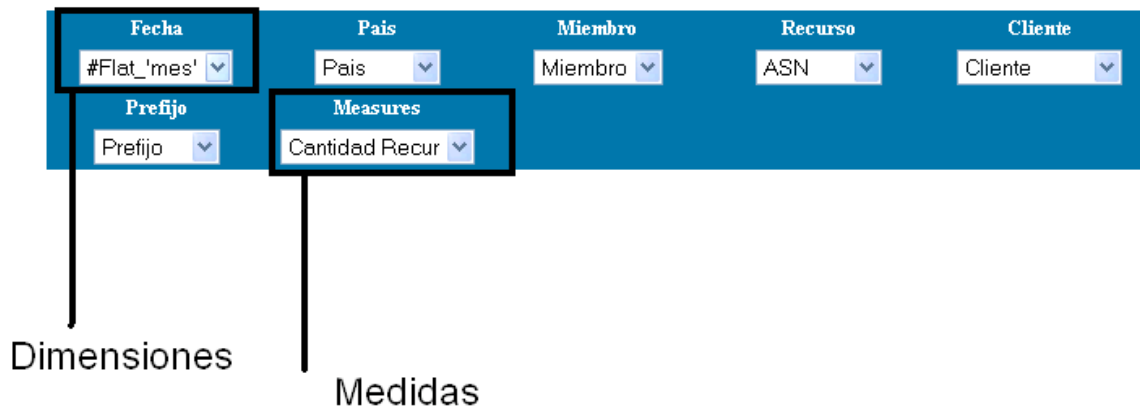 Fecha Pais Miembro Recurso Cliente
#Flat_'mes' Pais Miembro ASN Cliente
Prefijo Measures
Prefijo Cantidad Recur
Dimensiones
Medidas